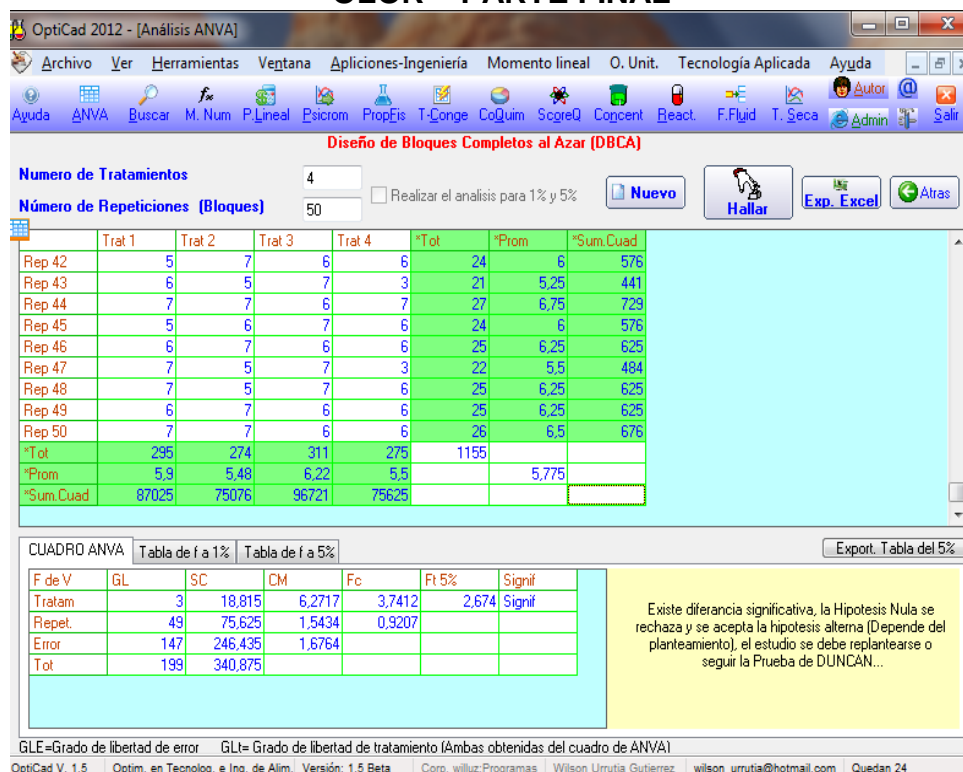 OptiCad 2012 - [Análisis ANVA]
Archivo Ver Herramientas Ventana Aplicaciones-Ingeniería Momento lineal O. Unit. Tecnología Aplicada Ayuda
Ayuda ANVA Buscar M. Num P.Lineal Psicrom PropFis T-Conge CoQuim ScoreQ Concent React. F.Fluid T. Seca Autor Admin Salir
Diseño de Bloques Completos al Azar (DBCA)
Numero de Tratamientos 4
Número de Repeticiones (Bloques) 50
Realizar el analisis para 1% y 5%
Nuevo Hallar Exp. Excel Atras
Trat 1 Trat 2 Trat 3 Trat 4 *Tot *Prom *Sum.Cuad
Rep 42 5 7 6 6 24 6 576
Rep 43 6 5 7 3 21 5,25 441
Rep 44 7 7 6 7 27 6,75 729
Rep 45 5 6 7 6 24 6 576
Rep 46 6 7 6 6 25 6,25 625
Rep 47 7 5 7 3 22 5,5 484
Rep 48 7 5 7 6 25 6,25 625
Rep 49 6 7 6 6 25 6,25 625
Rep 50 7 7 6 6 26 6,5 676
*Tot 295 274 311 275 1155
*Prom 5,9 5,48 6,22 5,5 5,775
*Sum.Cuad 87025 75076 96721 75625
CUADRO ANVA Tabla de f a 1% Tabla de f a 5% Export. Tabla del 5%
F de V GL SC CM Fc Ft 5% Signif
Tratam 3 18,815 6,2717 3,7412 2,674 Signif
Repet. 49 75,625 1,5434 0,9207
Error 147 246,435 1,6764
Tot 199 340,875
Existe diferancia significativa, la Hipotesis Nula se
rechaza y se acepta la hipotesis alterna (Depende del
planteamiento), el estudio se debe replantearse o
seguir la Prueba de DUNCAN...
GLE=Grado de libertad de error GLt= Grado de libertad de tratamiento (Ambas obtenidas del cuadro de ANVA)
OptiCad V. 1.5 Optim. en Tecnolog. e Ing. de Alim. Versión: 1.5 Beta Corp. willuz:Programas Wilson Urrutia Gutierrez wilson_urrutia@hotmail.com Quedan 24